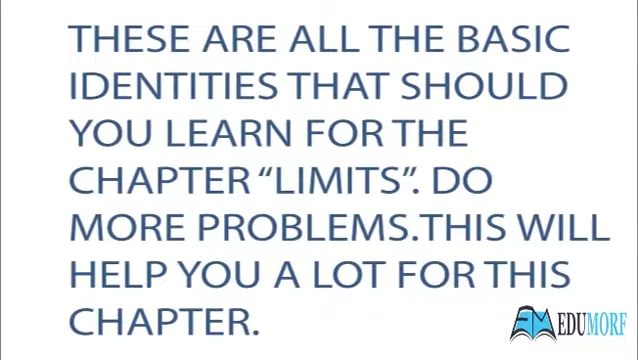 THESE ARE ALL THE BASIC
IDENTITIES THAT SHOULD
YOU LEARN FOR THE
CHAPTER “LIMITS”. DO
MORE PROBLEMS.THIS WILL
HELP YOU A LOT FOR THIS
CHAPTER.
EM EDUMORF